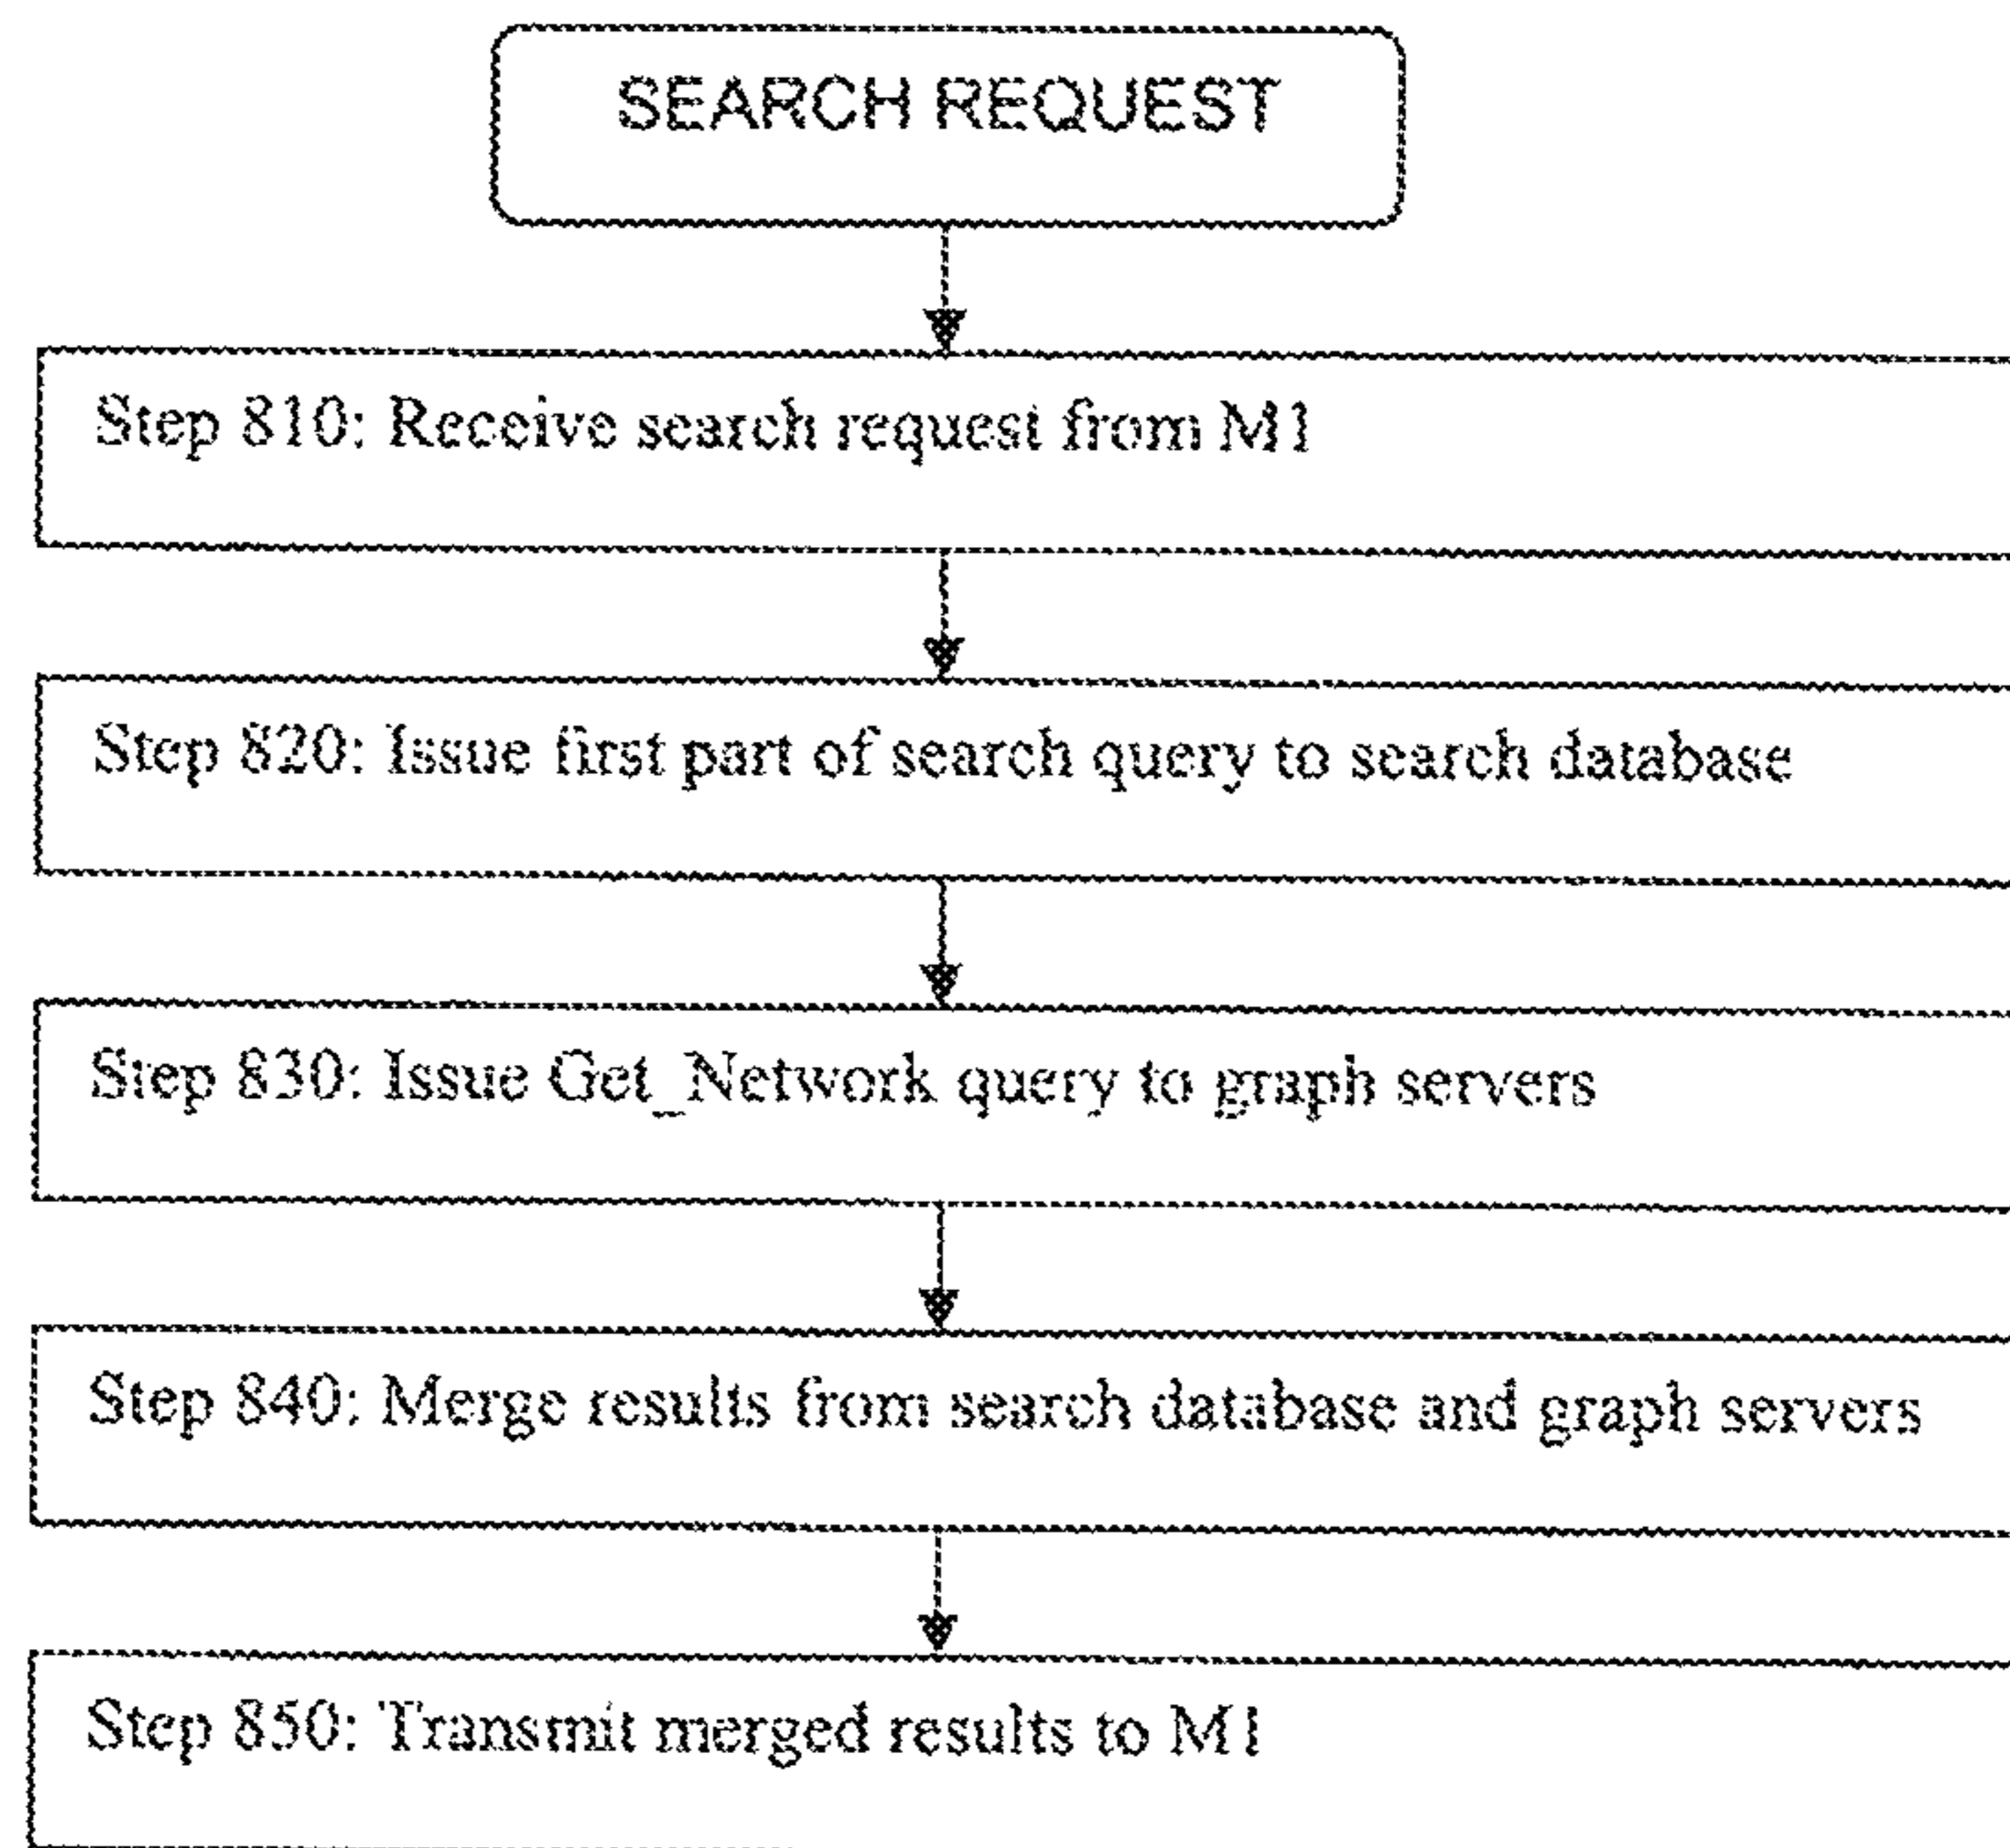 SEARCH REQUEST
Step 810: Receive search request from M1
Step 820: Issue first part of search query to search database
Step 830: Issue Get_Network query to graph servers
Step 840: Merge results from search database and graph servers
Step 850: Transmit merged results to M1